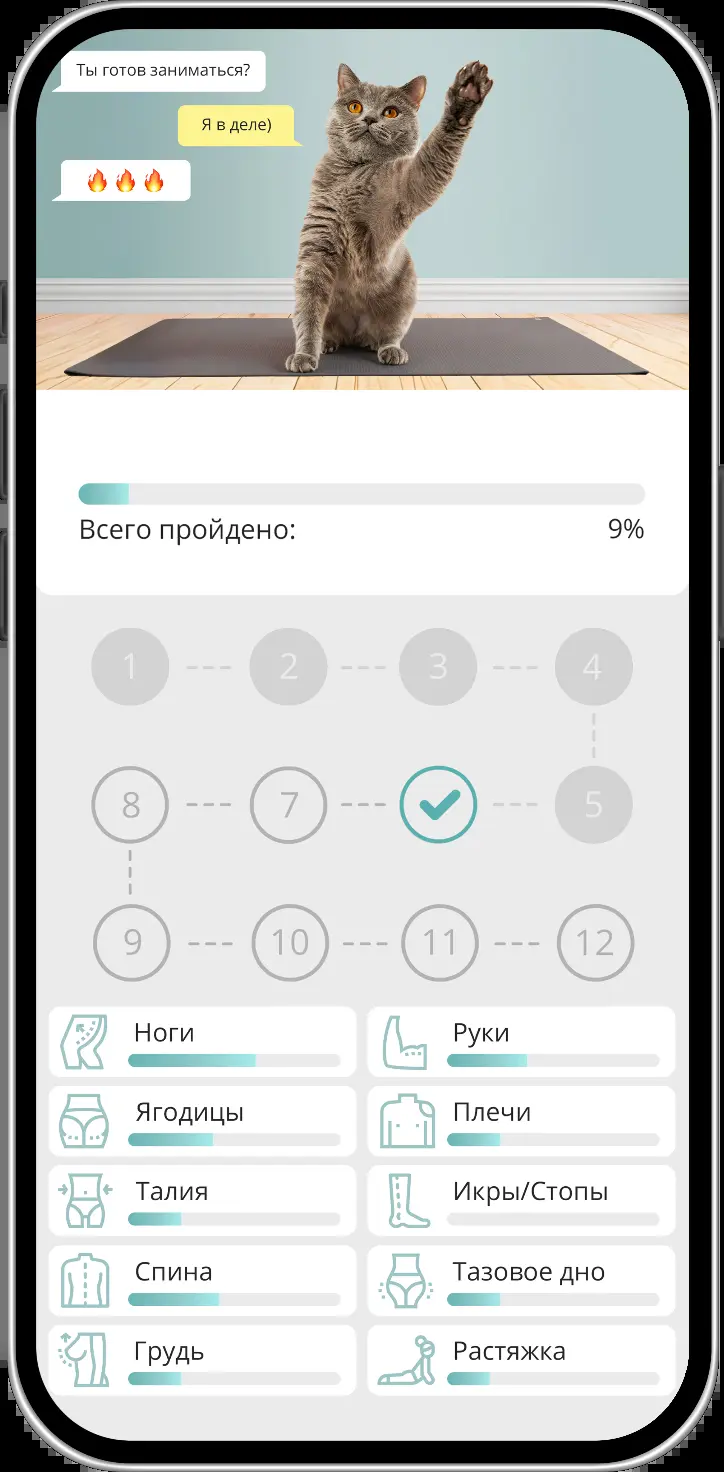 Ты готов заниматься?
Я в деле)
Всего пройдено: 9%
1 2 3 4
8 7 5
9 10 11 12
Ноги
Руки
Ягодицы
Плечи
Талия
Икры/Стопы
Спина
Тазовое дно
Грудь
Растяжка